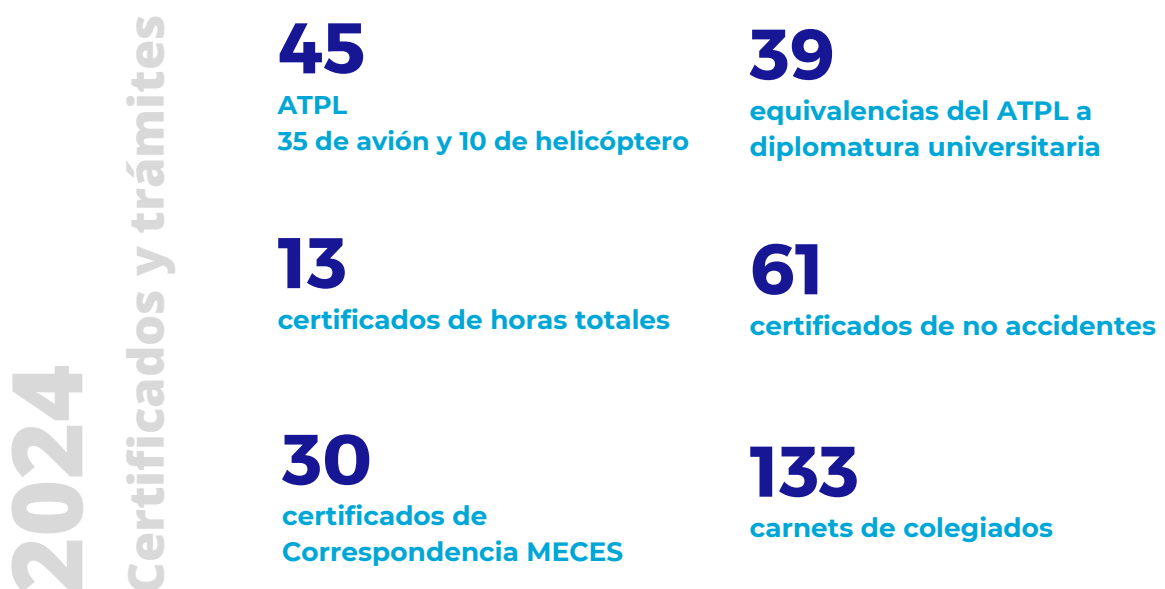 2024
Certificados y trámites
45
ATPL
35 de avión y 10 de helicóptero
39
equivalencias del ATPL a
diplomatura universitaria
13
certificados de horas totales
61
certificados de no accidentes
30
certificados de
Correspondencia MECES
133
carnets de colegiados